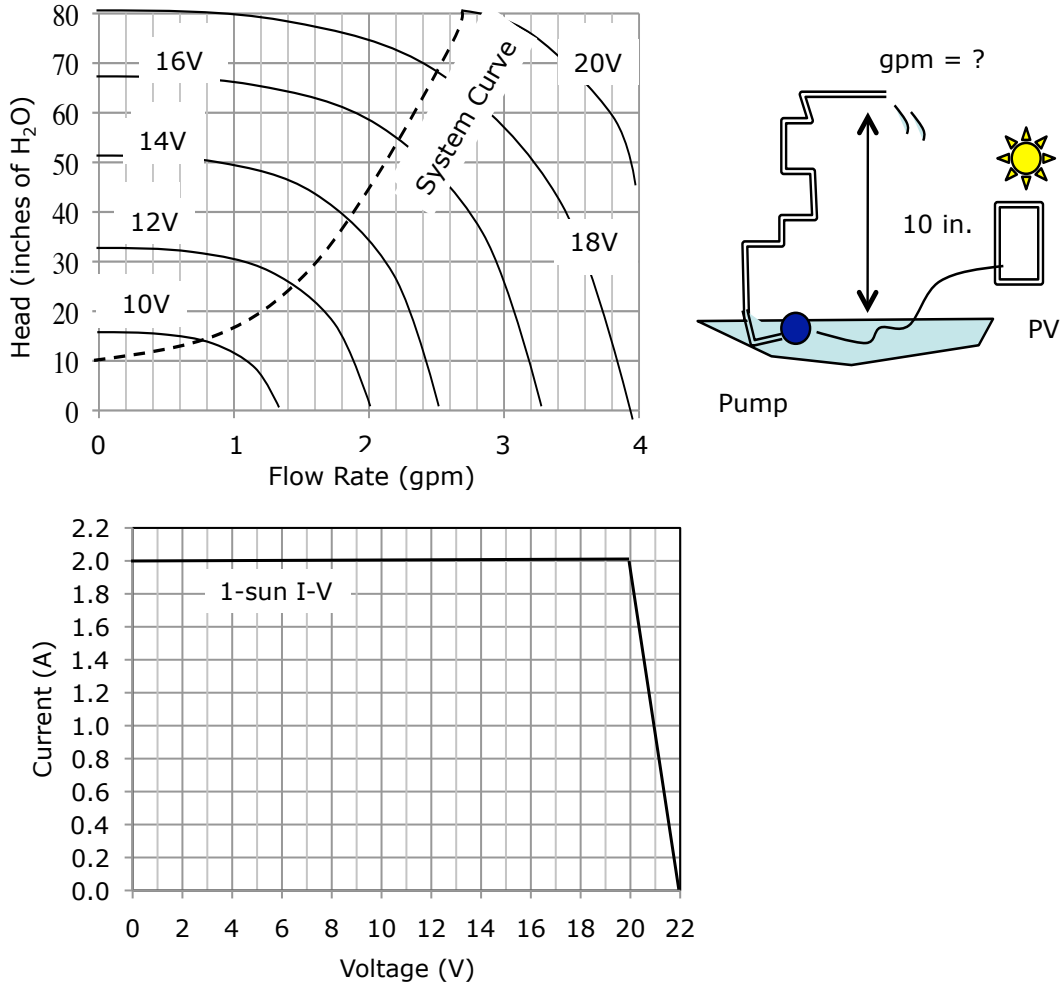 80
70
60
50
40
30
20
10
0
Head (inches of H₂O)
16V
14V
12V
10V
20V
18V
System Curve
0 1 2 3 4
Flow Rate (gpm)
gpm = ?
10 in.
PV
Pump
2.2
2.0
1.8
1.6
1.4
1.2
1.0
0.8
0.6
0.4
0.2
0.0
Current (A)
1-sun I-V
0 2 4 6 8 10 12 14 16 18 20 22
Voltage (V)